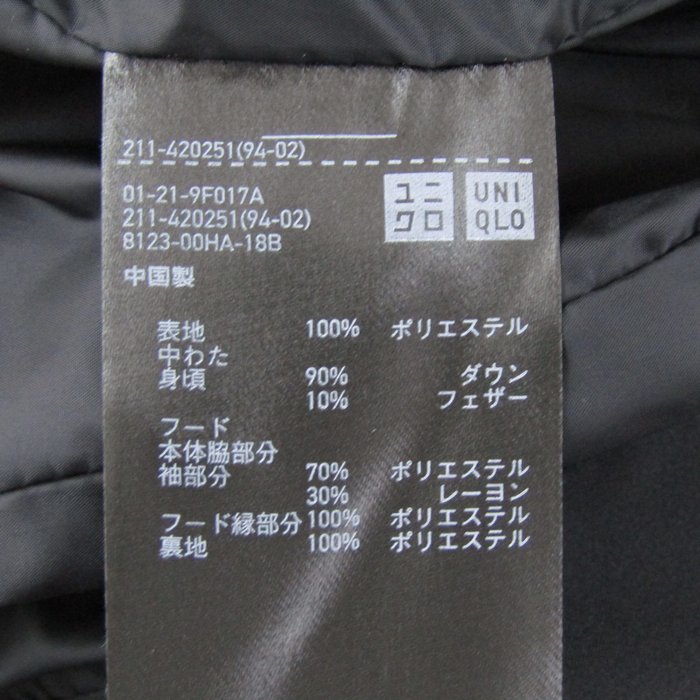 211-420251(94-02)
01-21-9F017A
211-420251(94-02)
8123-00HA-18B
ユニ
クロ
UNI
QLO
中国製
表地 100% ポリエステル
中わた
身頃 90% ダウン
10% フェザー
フード
本体脇部分
袖部分 70% ポリエステル
30% レーヨン
フード縁部分 100% ポリエステル
裏地 100% ポリエステル